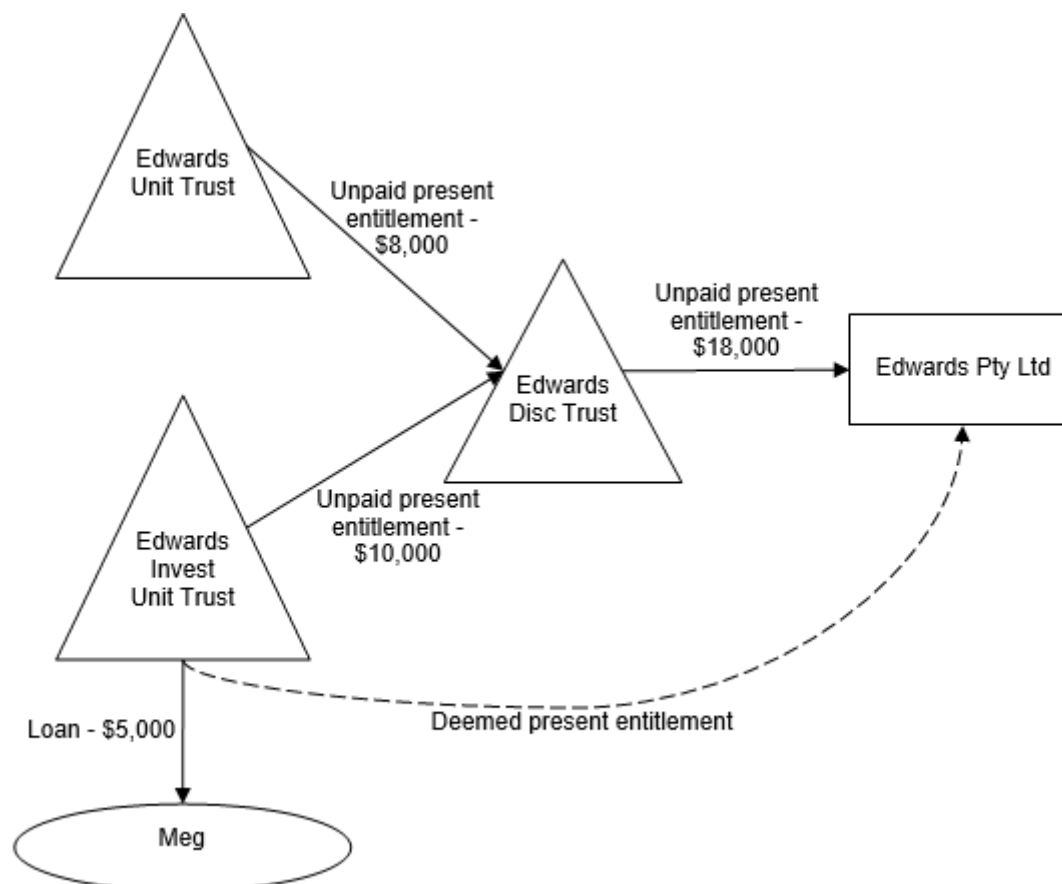 Edwards
Unit Trust
Unpaid present
entitlement -
$8,000
Unpaid present
entitlement -
$18,000
Edwards Pty Ltd
Edwards
Disc Trust
Unpaid present
entitlement -
$10,000
Edwards
Invest
Unit Trust
Loan - $5,000
Deemed present entitlement
Meg